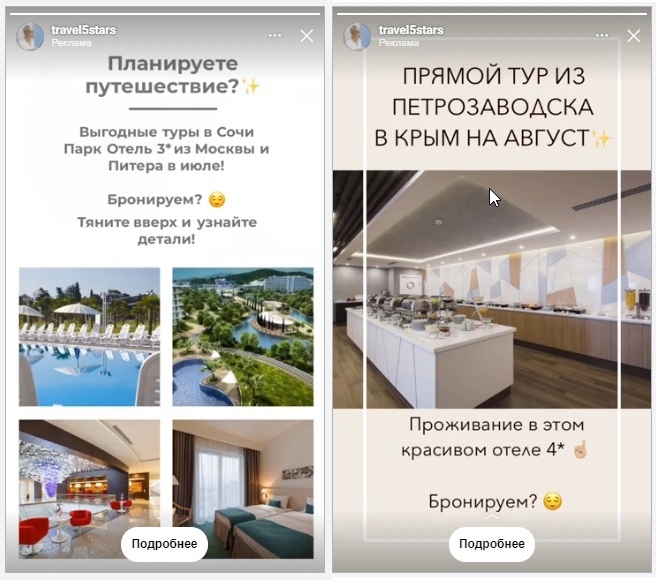 travel5stars
Реклама
Планируете
путешествие?✨
Выгодные туры в Сочи
Парк Отель 3* из Москвы и
Питера в июле!
Бронируем? 😌
Тяните вверх и узнайте
детали!
Подробнее
travel5stars
Реклама
ПРЯМОЙ ТУР ИЗ
ПЕТРОЗАВОДСКА
В КРЫМ НА АВГУСТ✨
Проживание в этом
красивом отеле 4* ☝🏼
Бронируем? 😌
Подробнее